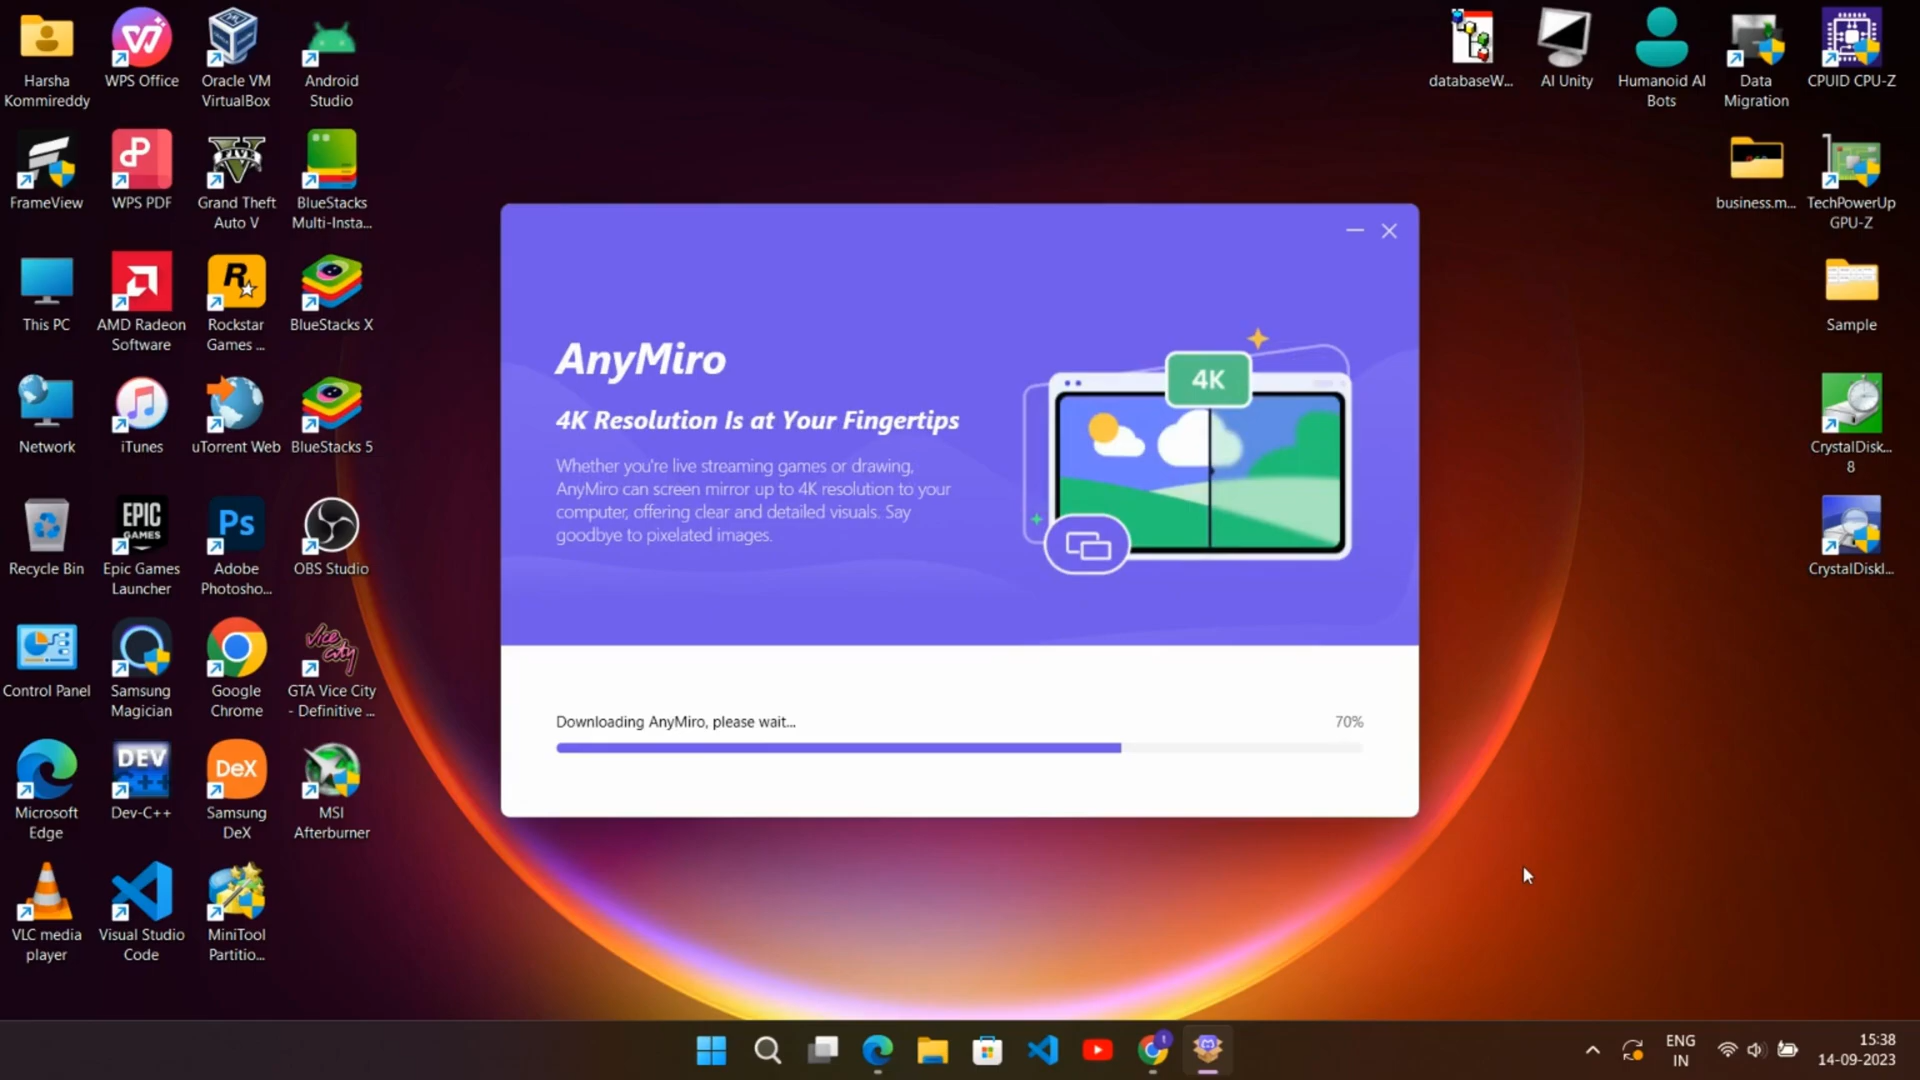 Harsha
Kommireddy
WPS Office
Oracle VM
VirtualBox
Android
Studio
databaseW...
AI Unity
Humanoid AI
Bots
Data
Migration
CPUID CPU-Z
FrameView
WPS PDF
FIVE
Grand Theft
Auto V
BlueStacks
Multi-Insta...
business.m...
TechPowerUp
GPU-Z
This PC
AMD Radeon
Software
R
Rockstar
Games ...
BlueStacks X
Sample
Network
iTunes
uTorrent Web
BlueStacks 5
CrystalDisk...
8
EPIC
GAMES
Ps
Recycle Bin
Epic Games
Launcher
Adobe
Photosho...
OBS Studio
CrystalDiskI...
vice
city
Control Panel
Samsung
Magician
Google
Chrome
GTA Vice City
- Definitive ...
DEV
C++
DeX
Microsoft
Edge
Dev-C++
Samsung
DeX
MSI
Afterburner
VLC media
player
Visual Studio
Code
MiniTool
Partitio...
AnyMiro
4K Resolution Is at Your Fingertips
Whether you're live streaming games or drawing,
AnyMiro can screen mirror up to 4K resolution to your
computer, offering clear and detailed visuals. Say
goodbye to pixelated images.
4K
Downloading AnyMiro, please wait...
70%
ENG
IN
15:38
14-09-2023